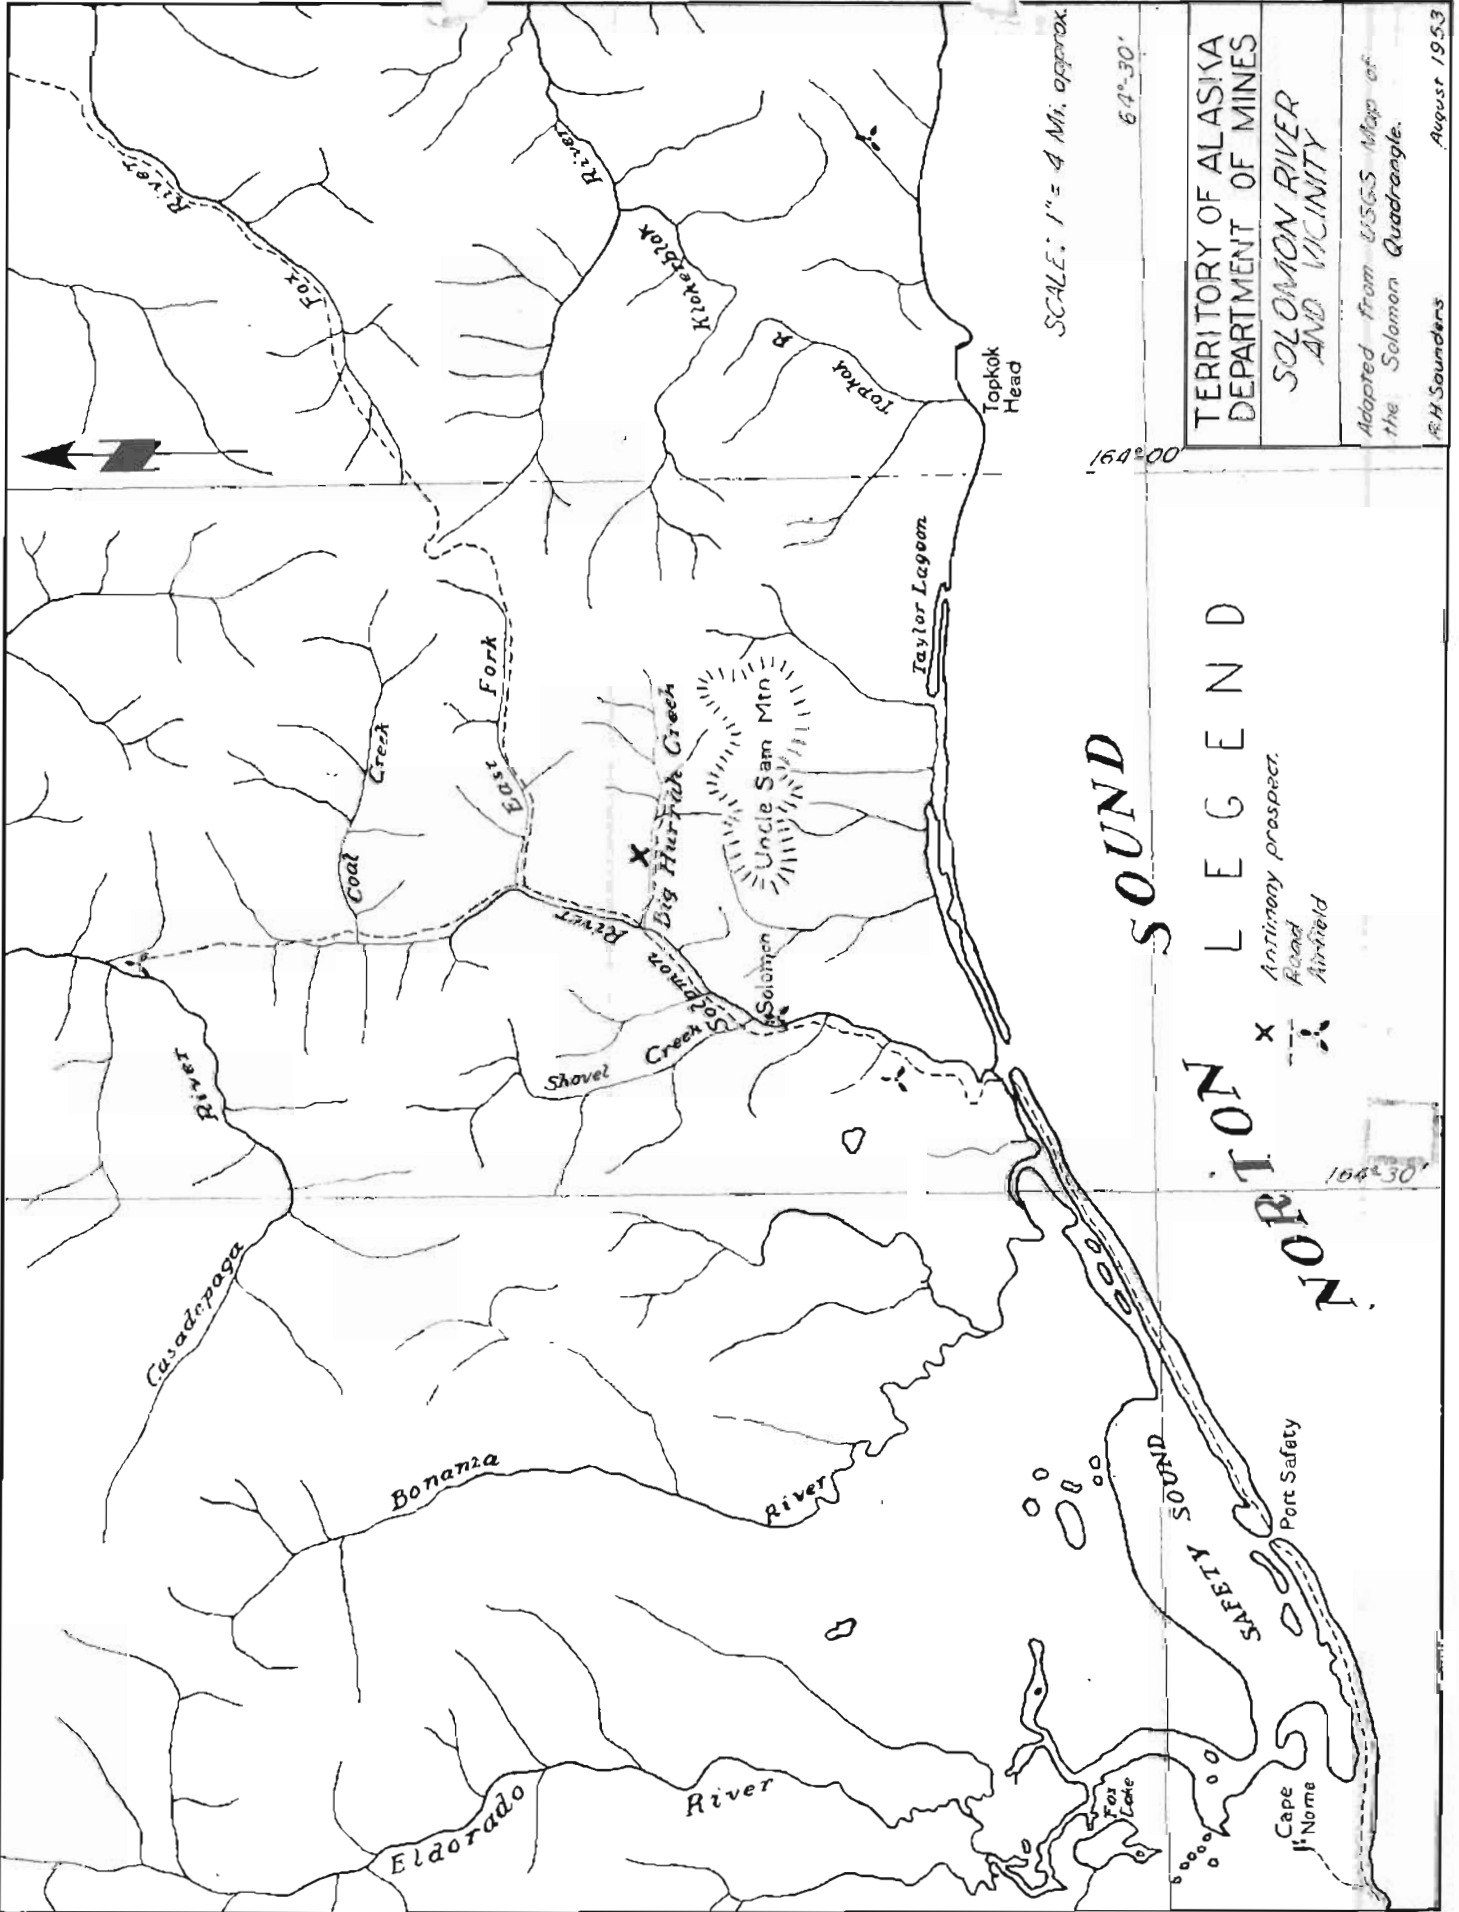 Fox River
River
Klokerblok
Topkok R
Topkok
Head
Casadepaga River
Coal Creek
East Fork
Big Hurrah Creek
Uncle Sam Mtn
Solomon River
Shovel Creek
Solomon
Taylor Lagoon
Bonanza River
Eldorado River
Fox
Lake
Cape
Nome
SAFETY SOUND
Port Safety
NORTON SOUND
164°00'
164°30'
64°-30'
SCALE: 1" = 4 Mi. approx.
LEGEND
x Antimony prospect.
Road
Airfield
TERRITORY OF ALASKA
DEPARTMENT OF MINES
SOLOMON RIVER
AND VICINITY
Adapted from USGS Map of
the Solomon Quadrangle.
RH Saunders August 1953